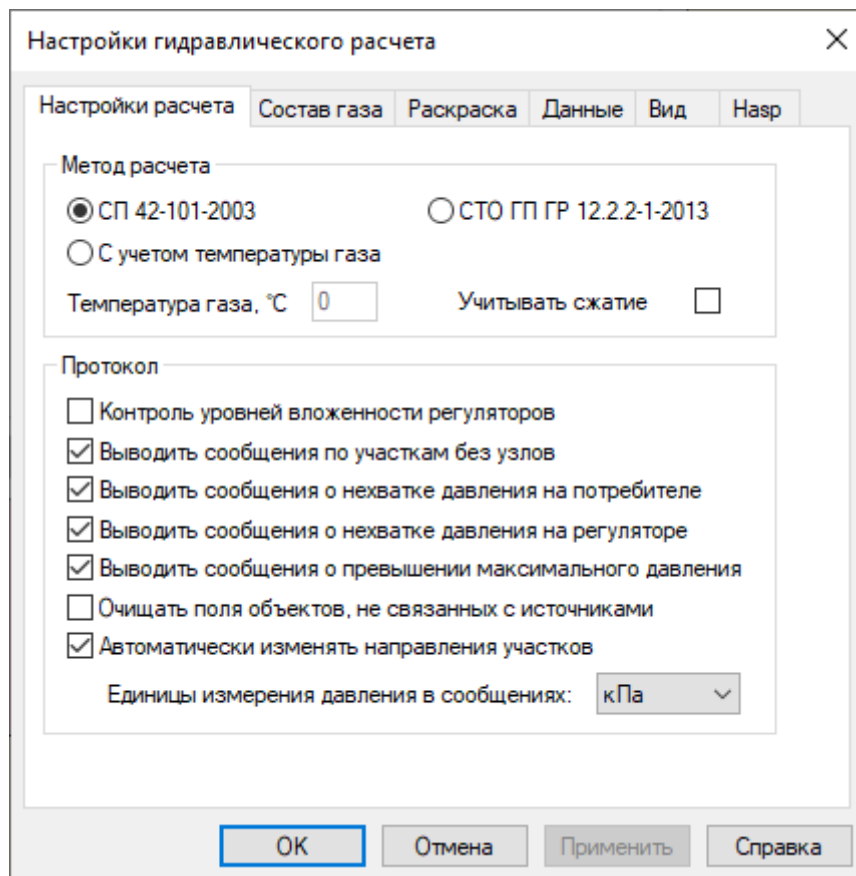 Настройки гидравлического расчета
Настройки расчета Состав газа Раскраска Данные Вид Hasp
Метод расчета
СП 42-101-2003 СТО ГП ГР 12.2.2-1-2013
С учетом температуры газа
Температура газа, °С 0 Учитывать сжатие
Протокол
Контроль уровней вложенности регуляторов
Выводить сообщения по участкам без узлов
Выводить сообщения о нехватке давления на потребителе
Выводить сообщения о нехватке давления на регуляторе
Выводить сообщения о превышении максимального давления
Очищать поля объектов, не связанных с источниками
Автоматически изменять направления участков
Единицы измерения давления в сообщениях: кПа
ОК Отмена Применить Справка